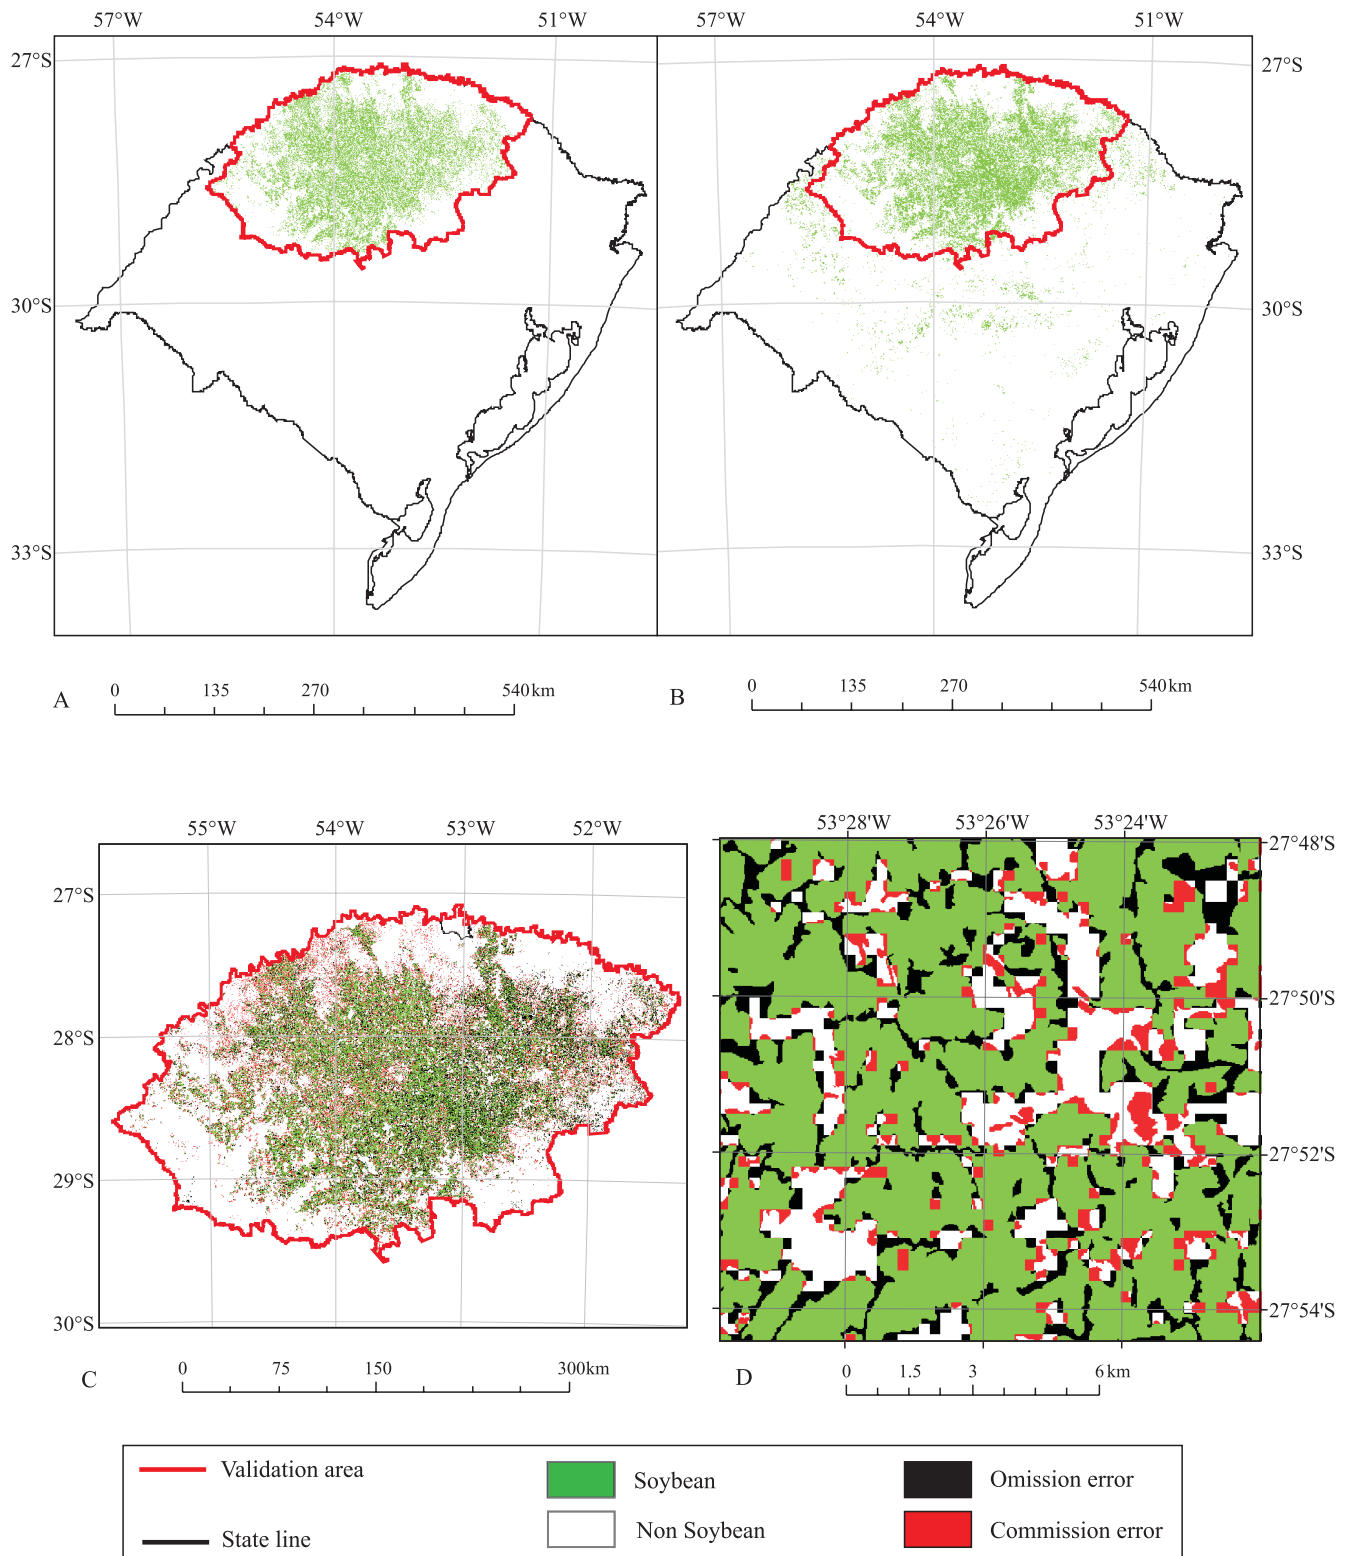 57°W 54°W 51°W 54°W 57°W 51°W
27°S 27°S
30°S 30°S
33°S 33°S
A 0 135 270 540 km
B 0 135 270 540 km
55°W 54°W 53°W 52°W
27°S
28°S
29°S
30°S
C 0 75 150 300km
53°28'W 53°26'W 53°24'W
27°48'S
27°50'S
27°52'S
27°54'S
D 0 1.5 3 6 km
Validation area Soybean Omission error
State line Non Soybean Commission error